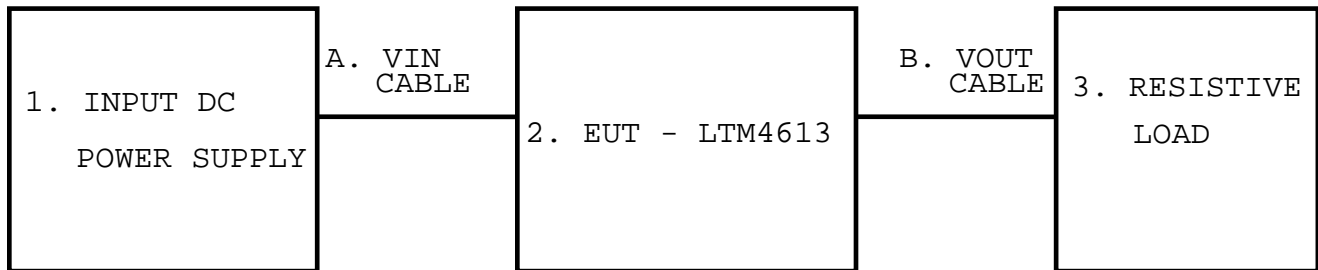 1. INPUT DC
POWER SUPPLY
A. VIN
CABLE
2. EUT - LTM4613
B. VOUT
CABLE
3. RESISTIVE
LOAD